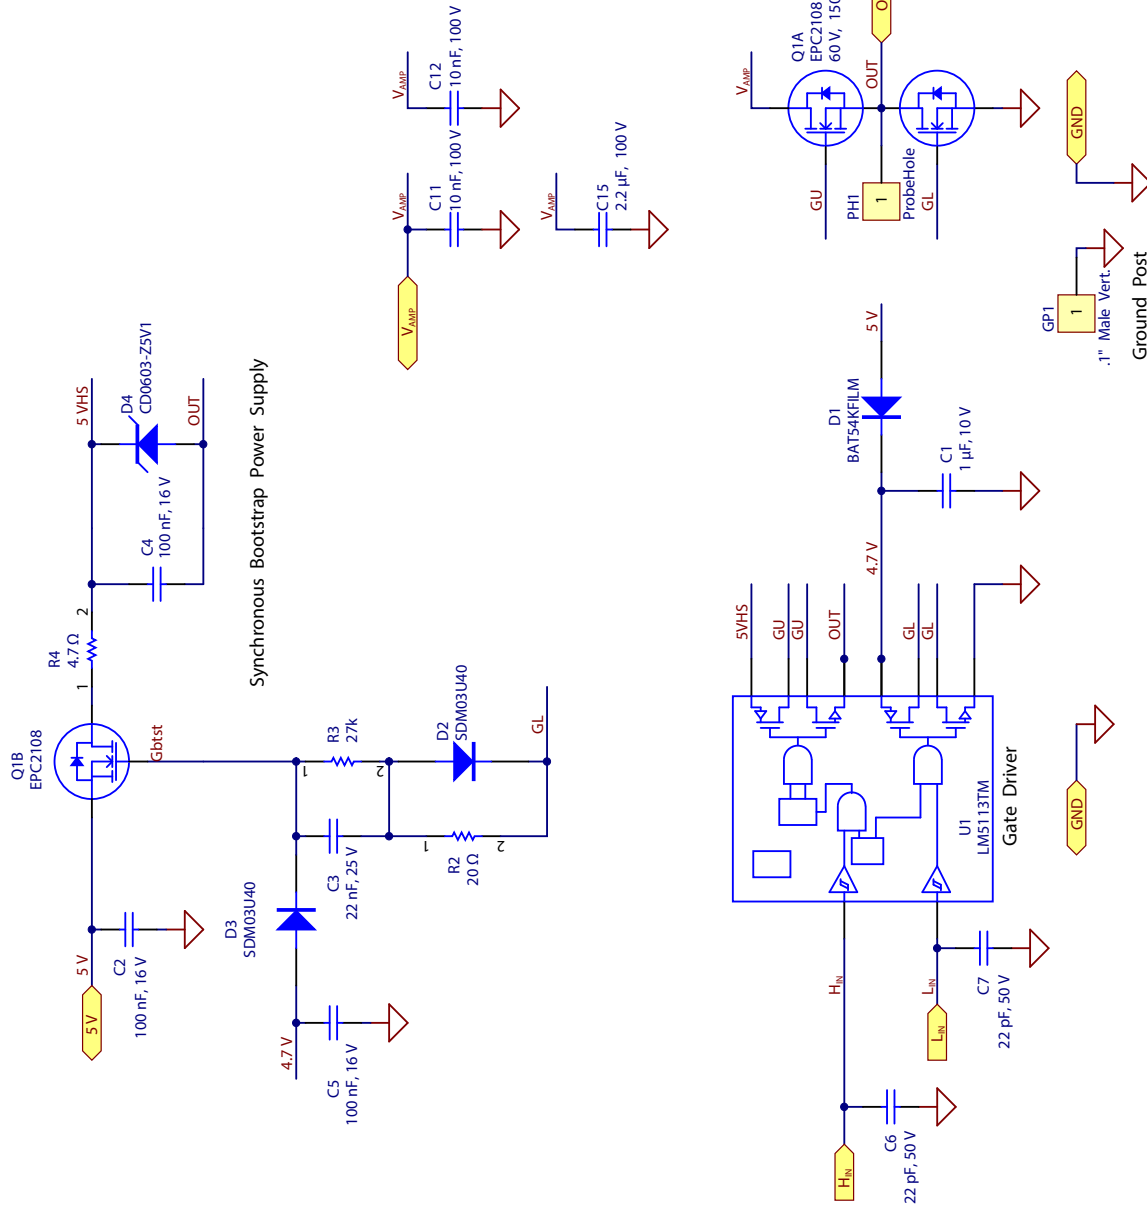 Q1B
EPC2108
R4
4.7 Ω
1
2
5 VHS
D4
CD0603-Z5V1
C4
100 nF, 16 V
OUT
Synchronous Bootstrap Power Supply
5 V
5 V
C2
100 nF, 16 V
Gbtst
D3
SDM03U40
C3
22 nF, 25 V
1
R3
27k
2
D2
SDM03U40
GL
1
R2
20 Ω
2
4.7 V
C5
100 nF, 16 V
VAMP
VAMP
C11
10 nF, 100 V
VAMP
C12
10 nF, 100 V
VAMP
C15
2.2 µF, 100 V
HIN
HIN
C6
22 pF, 50 V
LIN
LIN
C7
22 pF, 50 V
U1
LM5113TM
Gate Driver
5VHS
GU
GU
OUT
4.7 V
GL
GL
D1
BAT54KFILM
5 V
C1
1 µF, 10 V
GND
VAMP
Q1A
EPC2108
GU
OUT
PH1
1
ProbeHole
GL
GP1
1
.1" Male Vert.
Ground Post
GND